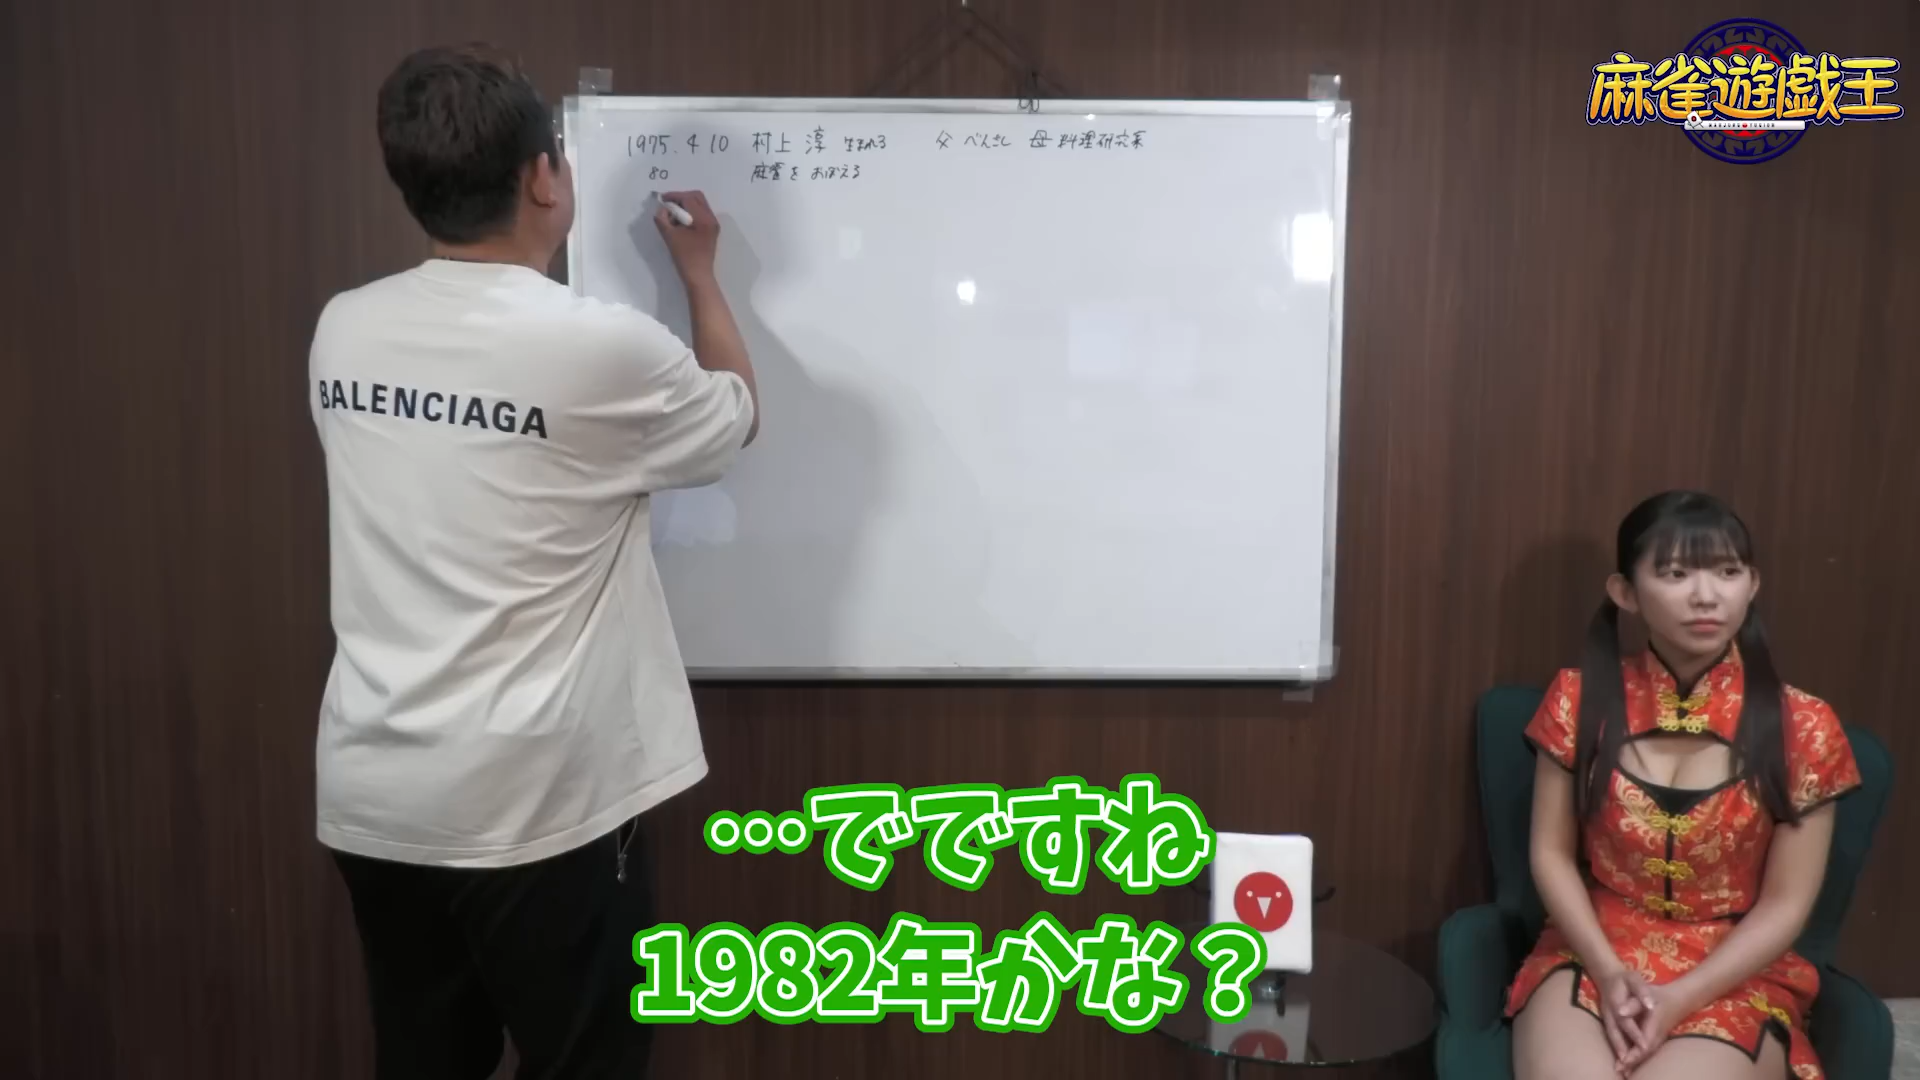 麻雀遊戯王
1975. 4 10 村上 淳 生まれる 父 べんごし 母 料理研究家
80 麻雀を おぼえる
BALENCIAGA
…でですね
1982年かな？